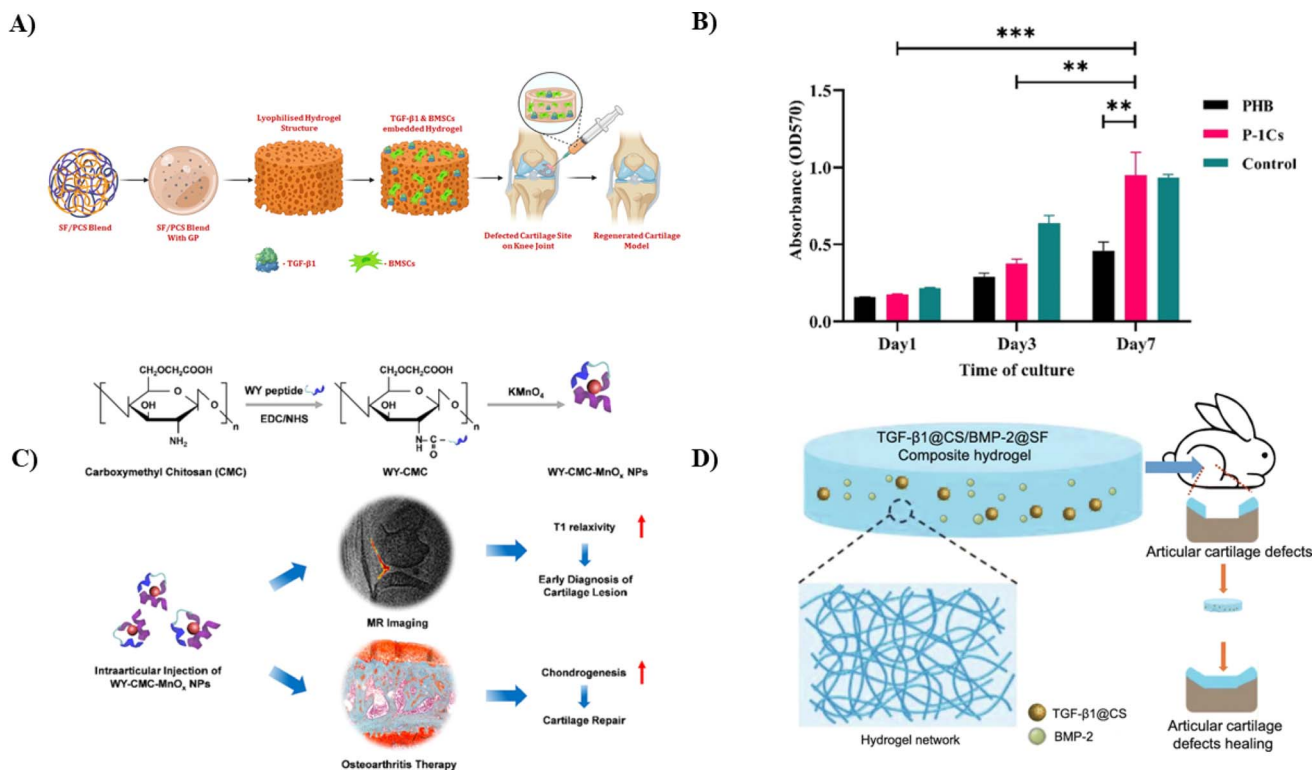 A)
Lyophilised Hydrogel
Structure
TGF-β1 & BMSCs
embedded Hydrogel
SF/PCS Blend
SF/PCS Blend
With GP
Defected Cartilage Site
on Knee Joint
Regenerated Cartilage
Model
- TGF-β1
- BMSCs
B)
***
**
**
1.5
1.0
0.5
0.0
Absorbance (OD570)
PHB
P-1Cs
Control
Day1
Day3
Day7
Time of culture
C)
C₆OCH₂COOH
OH
O
O
NH₂
n
WY peptide
EDC/NHS
C₆OCH₂COOH
OH
O
O
N-C
H
O
n
KMnO₄
Carboxymethyl Chitosan (CMC)
WY-CMC
WY-CMC-MnOₓ NPs
Intraarticular Injection of
WY-CMC-MnOₓ NPs
MR Imaging
T1 relaxivity
Early Diagnosis of
Cartilage Lesion
Osteoarthritis Therapy
Chondrogenesis
Cartilage Repair
D)
TGF-β1@CS/BMP-2@SF
Composite hydrogel
Hydrogel network
TGF-β1@CS
BMP-2
Articular cartilage defects
Articular cartilage
defects healing